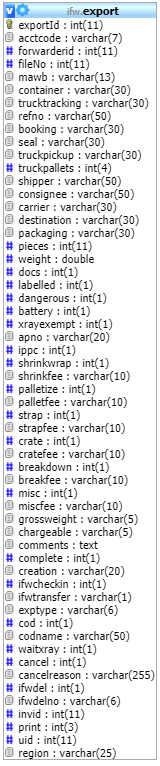 ifw.export
exportId : int(11)
acctcode : varchar(7)
forwarderid : int(11)
fileNo : int(11)
mawb : varchar(13)
container : varchar(30)
trucktracking : varchar(30)
refno : varchar(50)
booking : varchar(30)
seal : varchar(30)
truckpickup : varchar(30)
truckpallets : int(4)
shipper : varchar(50)
consignee : varchar(50)
carrier : varchar(30)
destination : varchar(30)
packaging : varchar(30)
pieces : int(11)
weight : double
docs : int(1)
labelled : int(1)
dangerous : int(1)
battery : int(1)
xrayexempt : int(1)
apno : varchar(20)
ippc : int(1)
shrinkwrap : int(1)
shrinkfee : varchar(10)
palletize : int(1)
palletfee : varchar(10)
strap : int(1)
strapfee : varchar(10)
crate : int(1)
cratefee : varchar(10)
breakdown : int(1)
breakfee : varchar(10)
misc : int(1)
miscfee : varchar(10)
grossweight : varchar(5)
chargeable : varchar(5)
comments : text
complete : int(1)
creation : varchar(20)
ifwcheckin : int(1)
ifwtransfer : varchar(1)
exptype : varchar(6)
cod : int(1)
codname : varchar(50)
waitxray : int(1)
cancel : int(1)
cancelreason : varchar(255)
ifwdel : int(1)
ifwdelno : varchar(6)
invid : int(11)
print : int(3)
uid : int(11)
region : varchar(25)